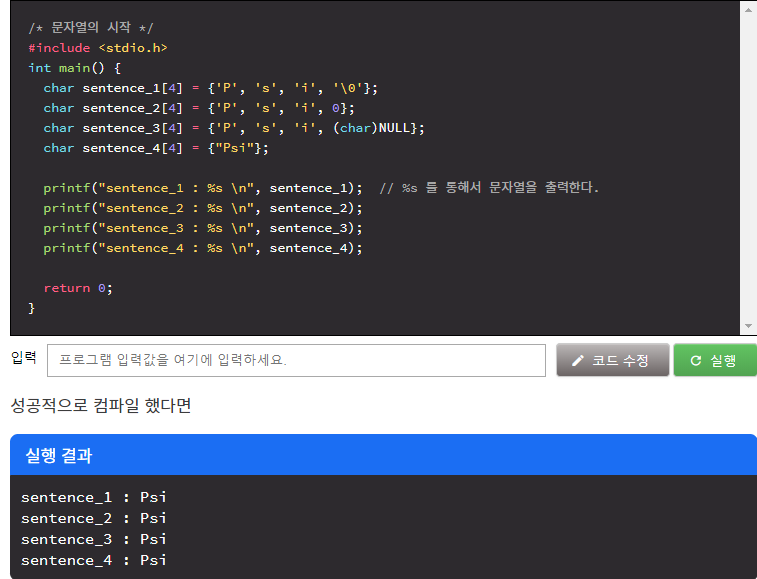 /* 문자열의 시작 */
#include <stdio.h>
int main() {
  char sentence_1[4] = {'P', 's', 'i', '\0'};
  char sentence_2[4] = {'P', 's', 'i', 0};
  char sentence_3[4] = {'P', 's', 'i', (char)NULL};
  char sentence_4[4] = {"Psi"};

  printf("sentence_1 : %s \n", sentence_1);  // %s 를 통해서 문자열을 출력한다.
  printf("sentence_2 : %s \n", sentence_2);
  printf("sentence_3 : %s \n", sentence_3);
  printf("sentence_4 : %s \n", sentence_4);

  return 0;
}
입력 프로그램 입력값을 여기에 입력하세요. 코드 수정 실행
성공적으로 컴파일 했다면
실행 결과
sentence_1 : Psi
sentence_2 : Psi
sentence_3 : Psi
sentence_4 : Psi